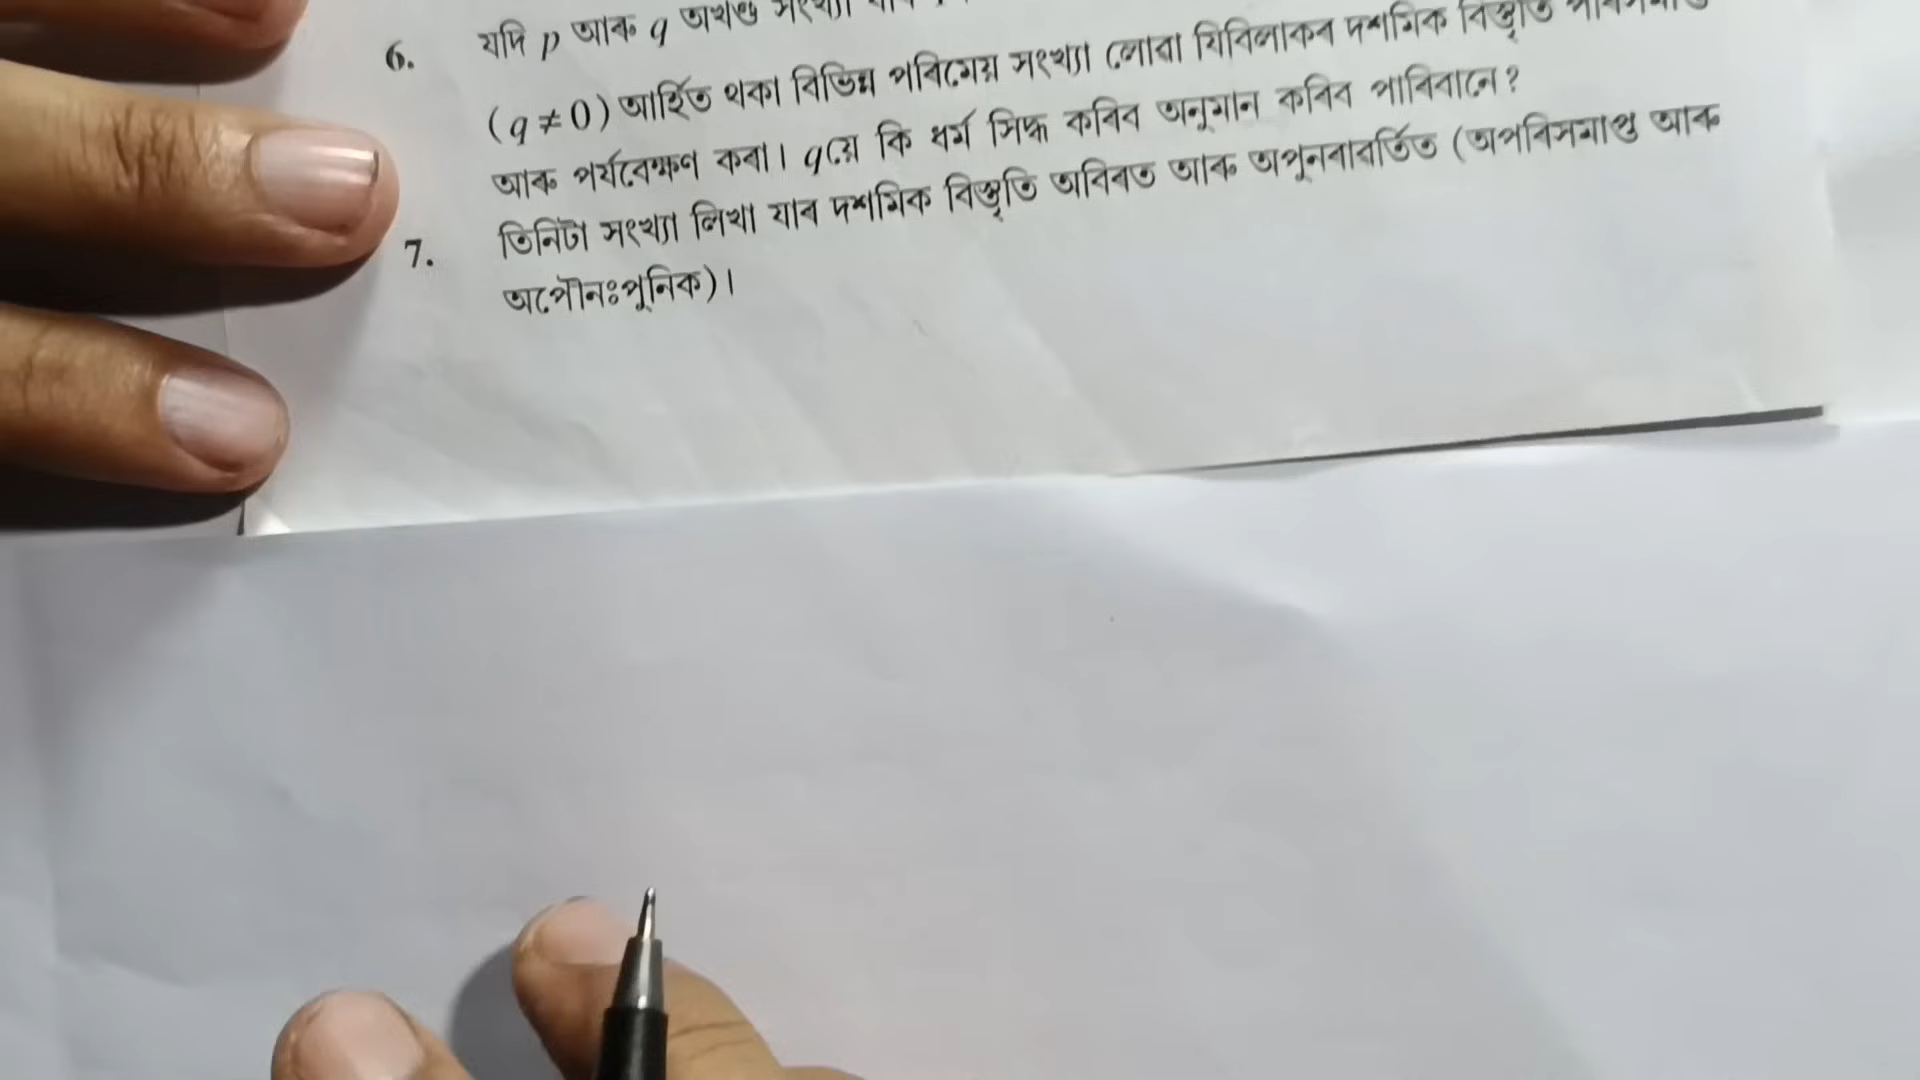 6. যদি p আৰু q অখণ্ড সংখ্যা
(q ≠ 0) আৰ্হিত থকা বিভিন্ন পৰিমেয় সংখ্যা লোৱা যিবিলাকৰ দশমিক বিস্তৃতি
আৰু পৰ্যবেক্ষণ কৰা। qয়ে কি ধৰ্ম সিদ্ধ কৰিব অনুমান কৰিব পাৰিবানে?
7. তিনিটা সংখ্যা লিখা যাৰ দশমিক বিস্তৃতি অবিৰত আৰু অপুনৰাবৰ্তিত (অপৰিসমাপ্ত আৰু
অপৌনঃপুনিক)।